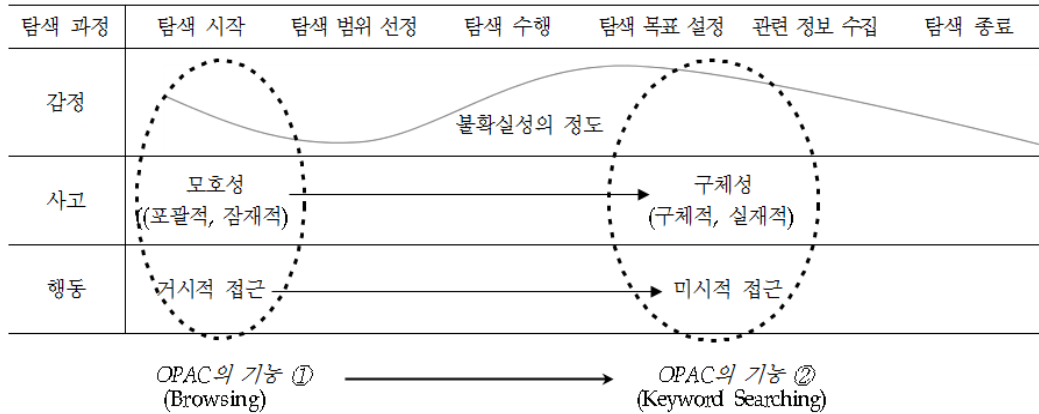 탐색 과정 탐색 시작 탐색 범위 선정 탐색 수행 탐색 목표 설정 관련 정보 수집 탐색 종료
감정
불확실성의 정도
사고
모호성 구체성
((포괄적, 잠재적) (구체적, 실재적)
행동 거시적 접근 미시적 접근
OPAC의 기능 ① OPAC의 기능 ②
(Browsing) (Keyword Searching)